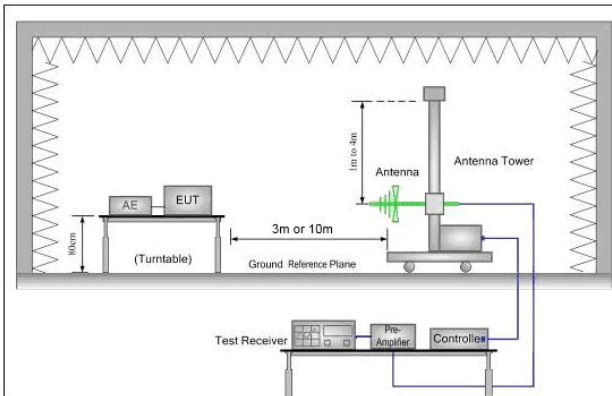 1m to 4m
Antenna
Antenna Tower
AE
EUT
80cm
(Turntable)
3m or 10m
Ground Reference Plane
Test Receiver
Pre-
Amplifier
Controller